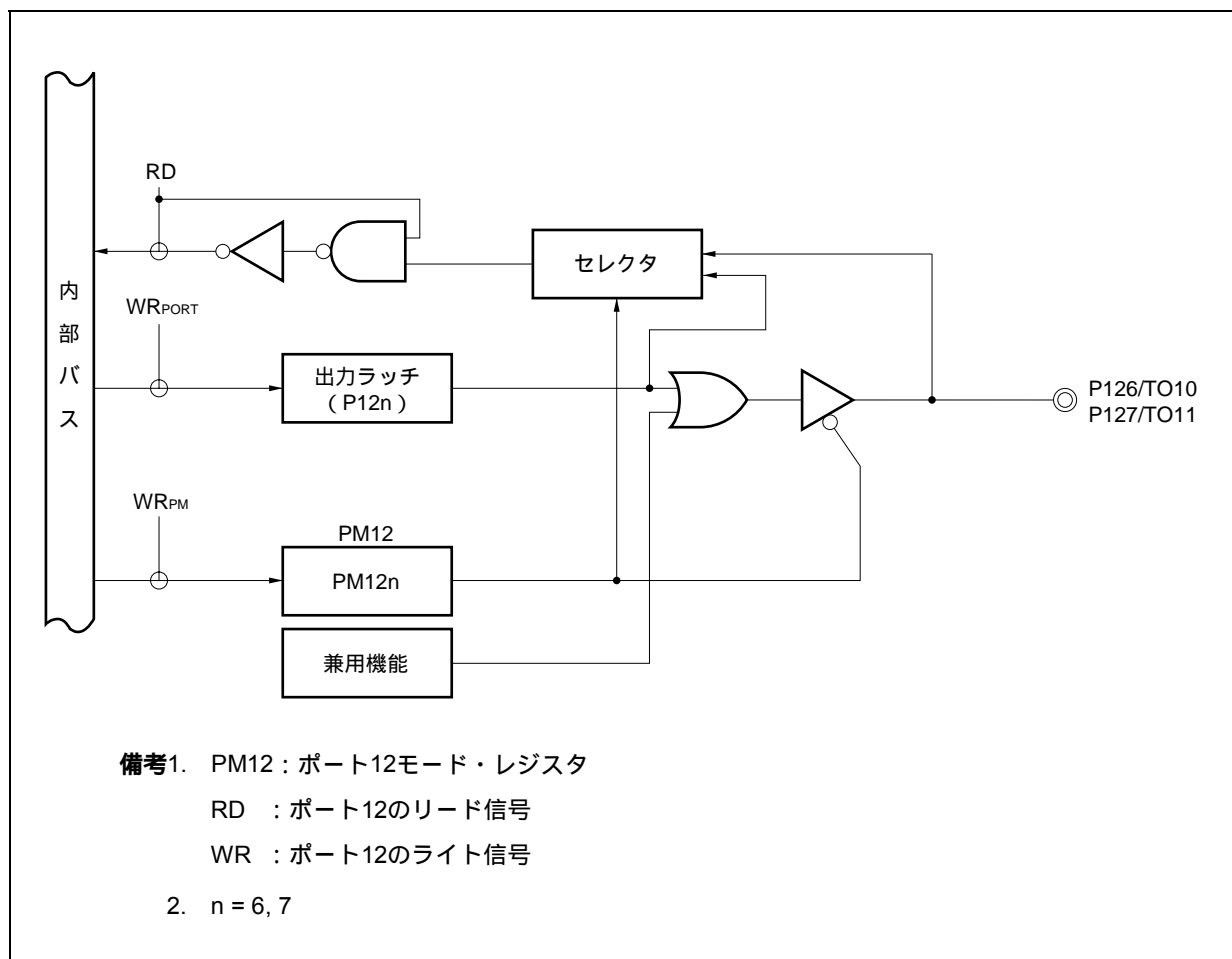 RD
セレクタ
内部バス
WRPORT
出力ラッチ
(P12n)
P126/TO10
P127/TO11
WRPM
PM12
PM12n
兼用機能
備考1. PM12:ポート12モード・レジスタ
RD :ポート12のリード信号
WR :ポート12のライト信号
2. n = 6, 7